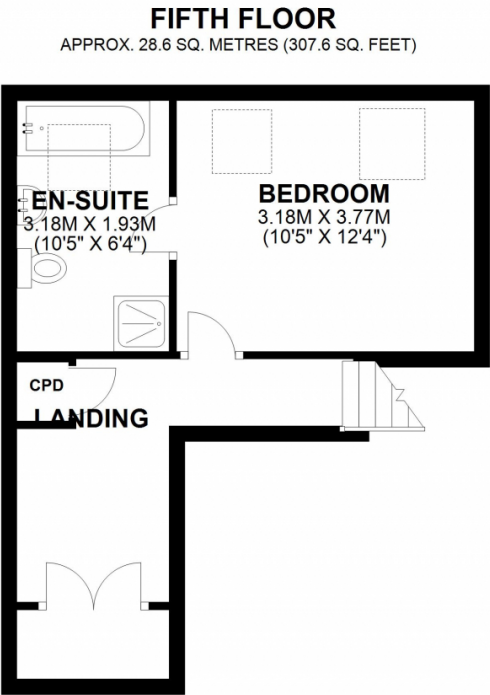 FIFTH FLOOR
APPROX. 28.6 SQ. METRES (307.6 SQ. FEET)
EN-SUITE
3.18M X 1.93M
(10'5" X 6'4")
BEDROOM
3.18M X 3.77M
(10'5" X 12'4")
CPD
LANDING